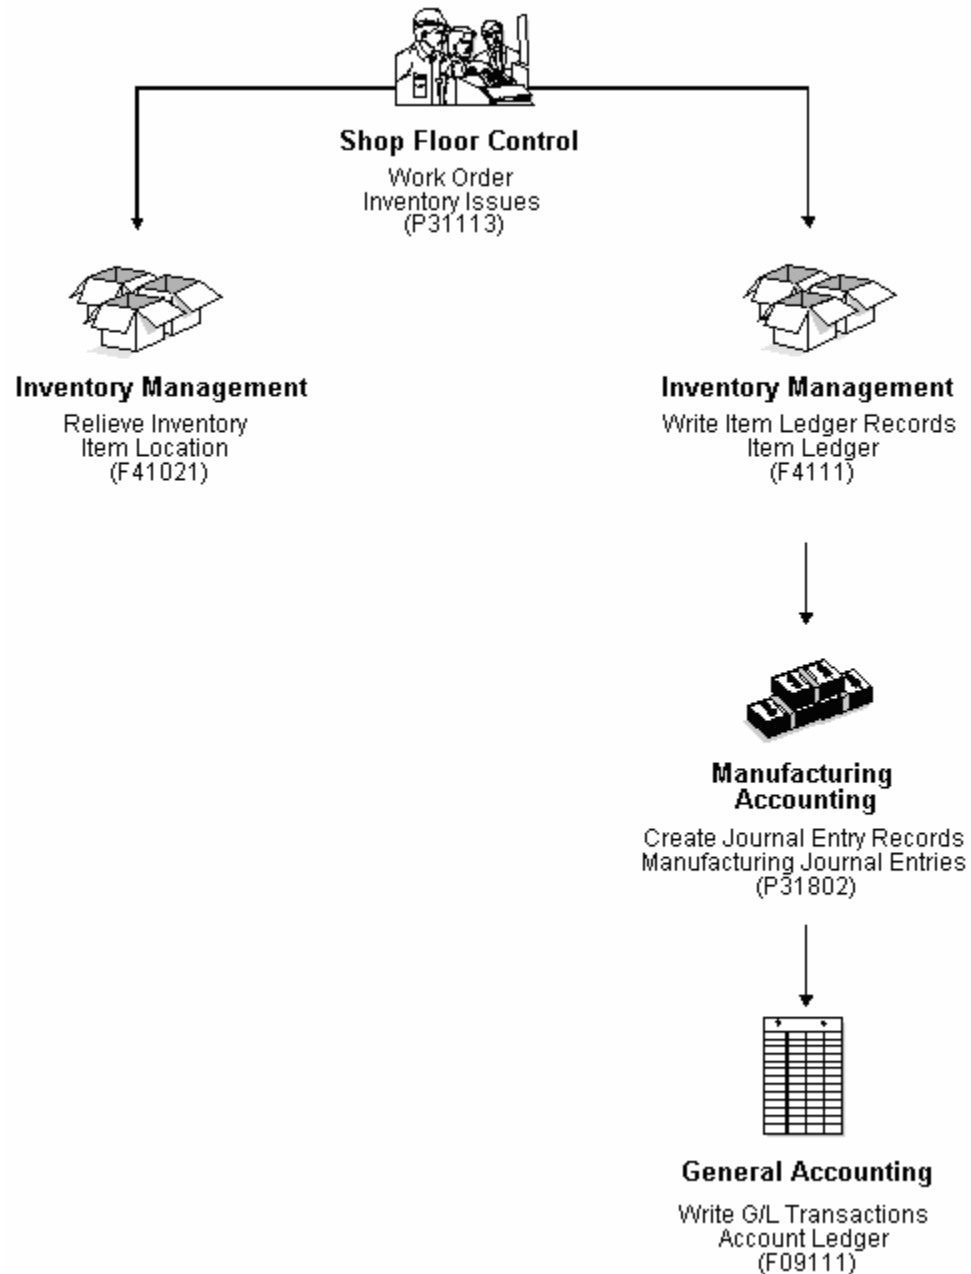 Shop Floor Control
Work Order
Inventory Issues
(P31113)
Inventory Management
Relieve Inventory
Item Location
(F41021)
Inventory Management
Write Item Ledger Records
Item Ledger
(F4111)
Manufacturing
Accounting
Create Journal Entry Records
Manufacturing Journal Entries
(P31802)
General Accounting
Write G/L Transactions
Account Ledger
(F09111)